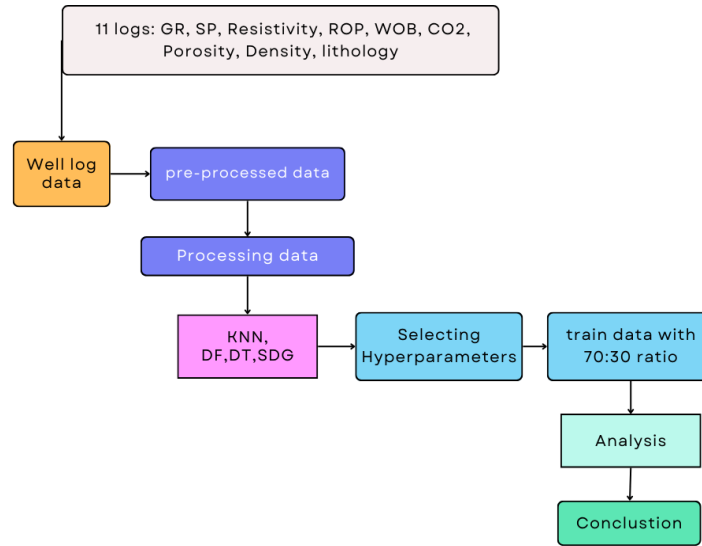 11 logs: GR, SP, Resistivity, ROP, WOB, CO2,
Porosity, Density, lithology
Well log
data
pre-processed data
Processing data
KNN,
DF,DT,SDG
Selecting
Hyperparameters
train data with
70:30 ratio
Analysis
Conclustion